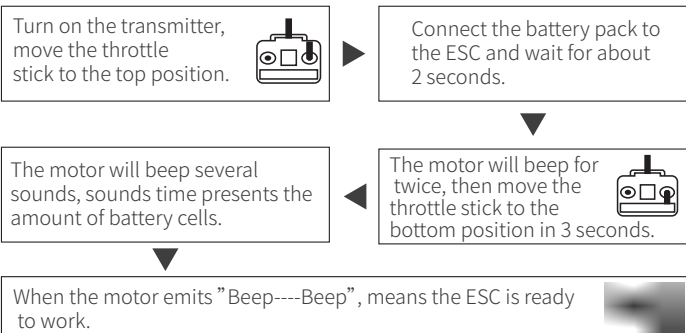 Turn on the transmitter,
move the throttle
stick to the top position.
Connect the battery pack to
the ESC and wait for about
2 seconds.
The motor will beep for
twice, then move the
throttle stick to the
bottom position in 3 seconds.
The motor will beep several
sounds, sounds time presents the
amount of battery cells.
When the motor emits ”Beep----Beep”, means the ESC is ready
to work.